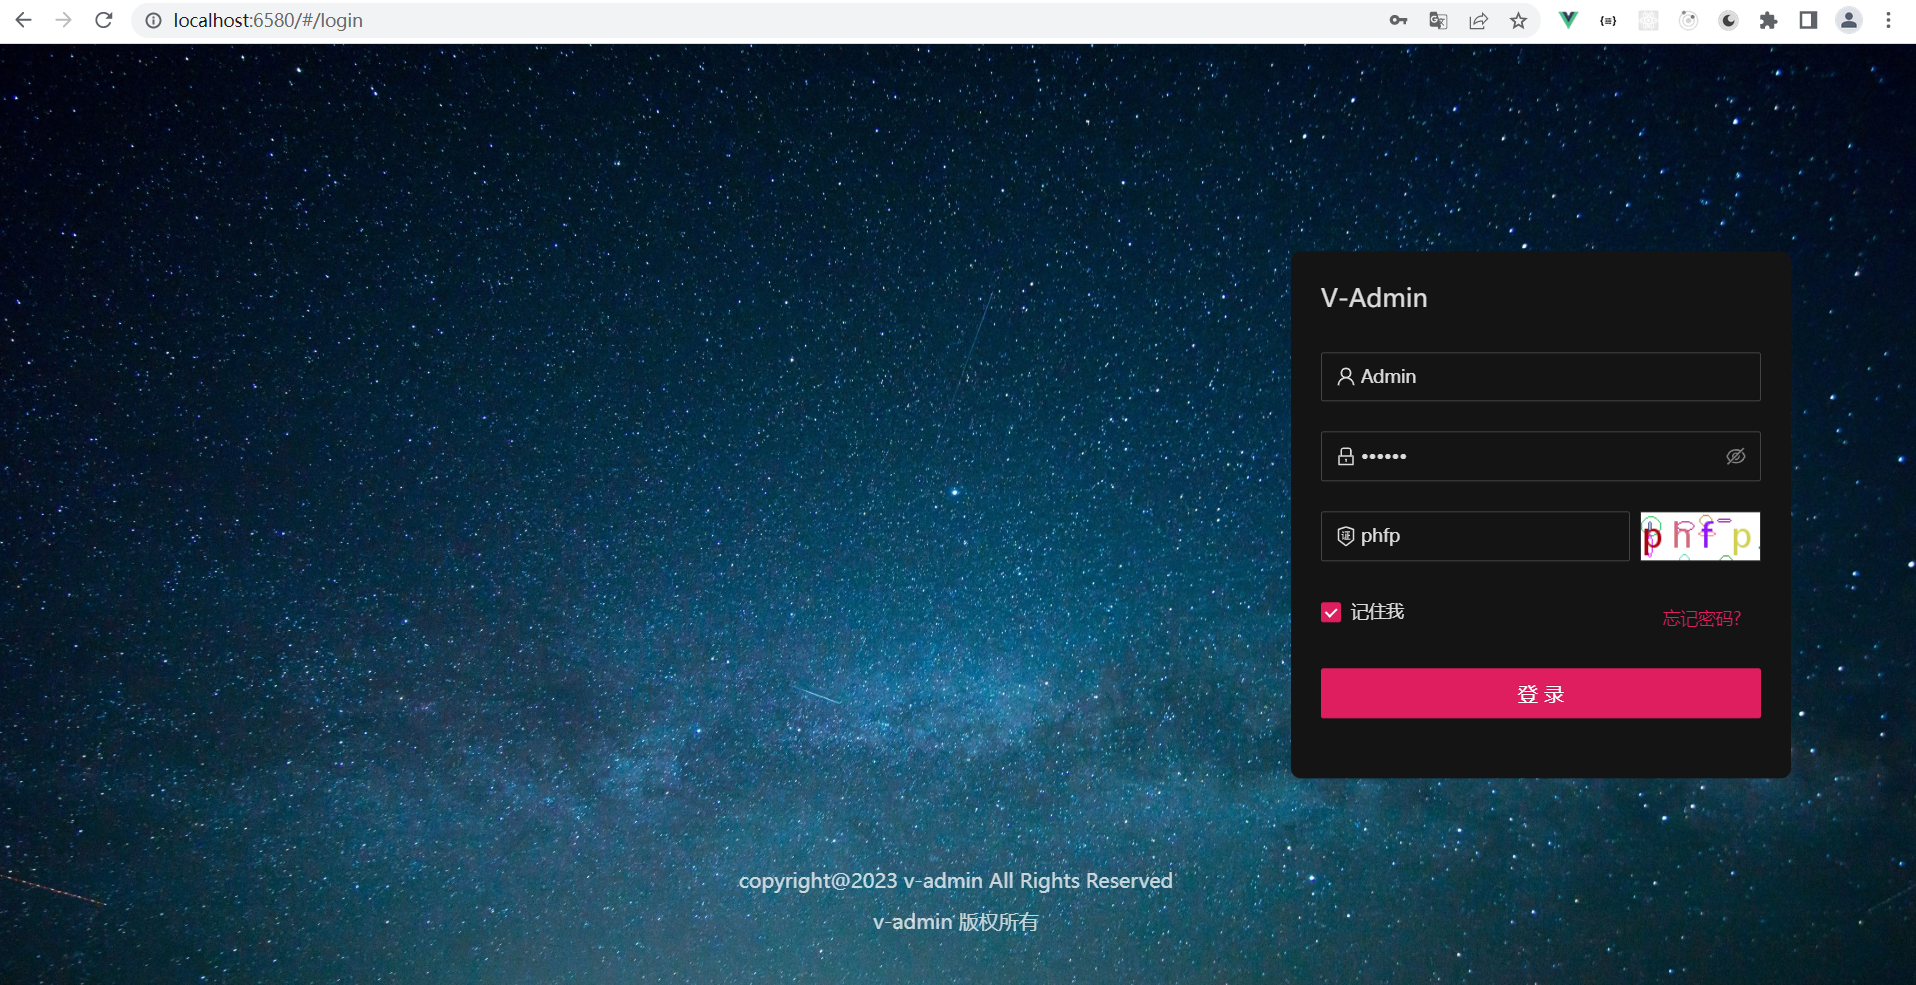 localhost:6580/#/login
V-Admin
Admin
••••••
phfp
phfp
记住我
忘记密码?
登 录
copyright@2023 v-admin All Rights Reserved
v-admin 版权所有